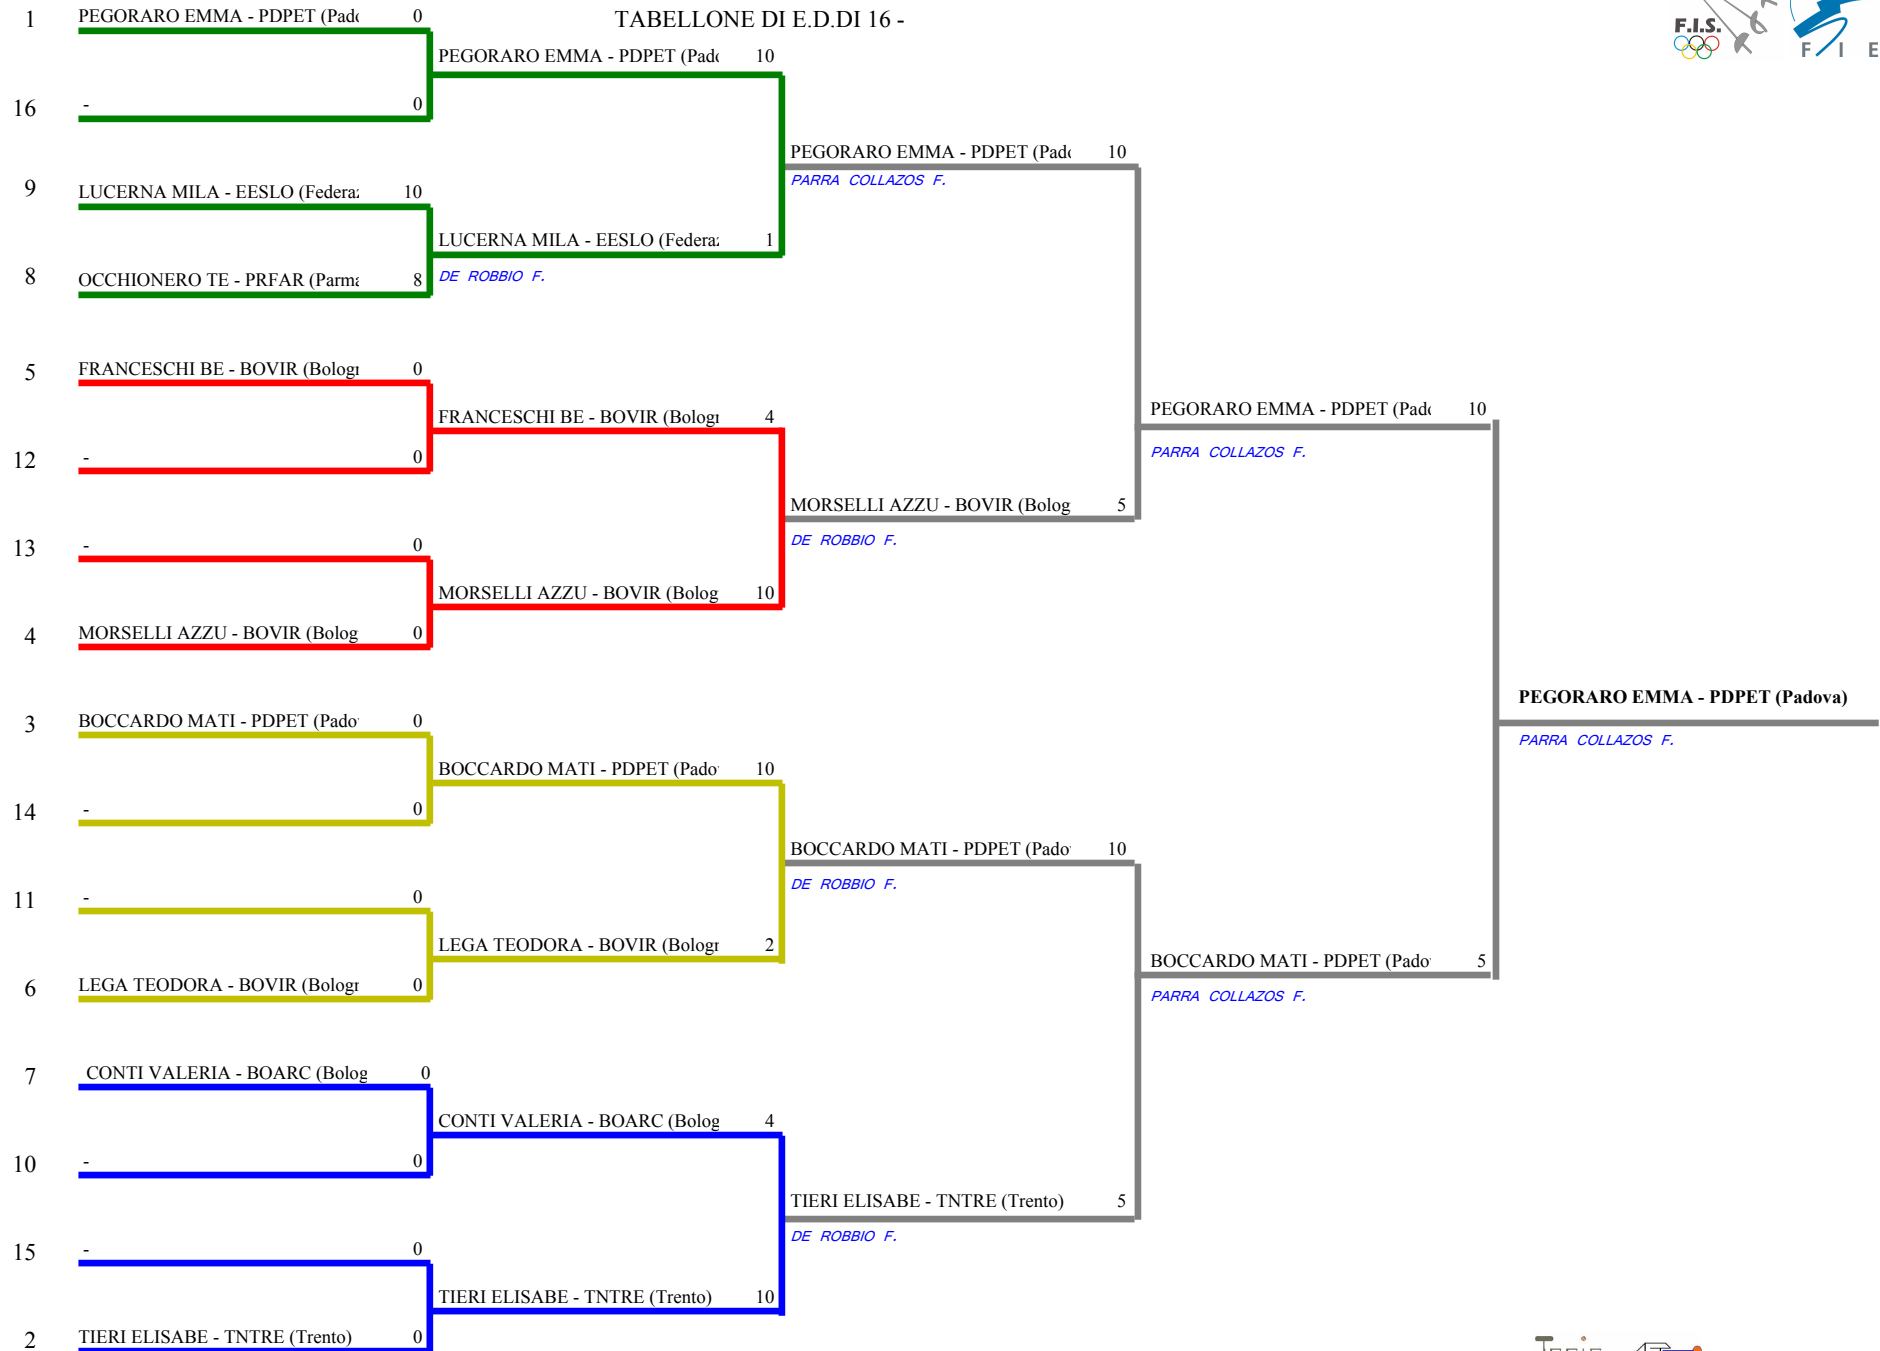 TABELLONE DI E.D.DI 16 -
F.I.S.
F I E
1 PEGORARO EMMA - PDPET (Pad 0
PEGORARO EMMA - PDPET (Pad 10
16 - 0
PEGORARO EMMA - PDPET (Pad 10
PARRA COLLAZOS F.
9 LUCERNA MILA - EESLO (Federa 10
LUCERNA MILA - EESLO (Federa 1
DE ROBBIO F.
8 OCCHIONERO TE - PRFAR (Parma 8
5 FRANCESCHI BE - BOVIR (Bolog 0
FRANCESCHI BE - BOVIR (Bolog 4
PEGORARO EMMA - PDPET (Pad 10
PARRA COLLAZOS F.
12 - 0
MORSELLI AZZU - BOVIR (Bolog 5
DE ROBBIO F.
13 - 0
MORSELLI AZZU - BOVIR (Bolog 10
4 MORSELLI AZZU - BOVIR (Bolog 0
PEGORARO EMMA - PDPET (Padova)
PARRA COLLAZOS F.
3 BOCCARDO MATI - PDPET (Pado 0
BOCCARDO MATI - PDPET (Pado 10
14 - 0
BOCCARDO MATI - PDPET (Pado 10
DE ROBBIO F.
11 - 0
LEGA TEODORA - BOVIR (Bolog 2
BOCCARDO MATI - PDPET (Pado 5
PARRA COLLAZOS F.
6 LEGA TEODORA - BOVIR (Bolog 0
7 CONTI VALERIA - BOARC (Bolog 0
CONTI VALERIA - BOARC (Bolog 4
10 - 0
TIERI ELISABE - TNTRE (Trento) 5
DE ROBBIO F.
15 - 0
TIERI ELISABE - TNTRE (Trento) 10
2 TIERI ELISABE - TNTRE (Trento) 0